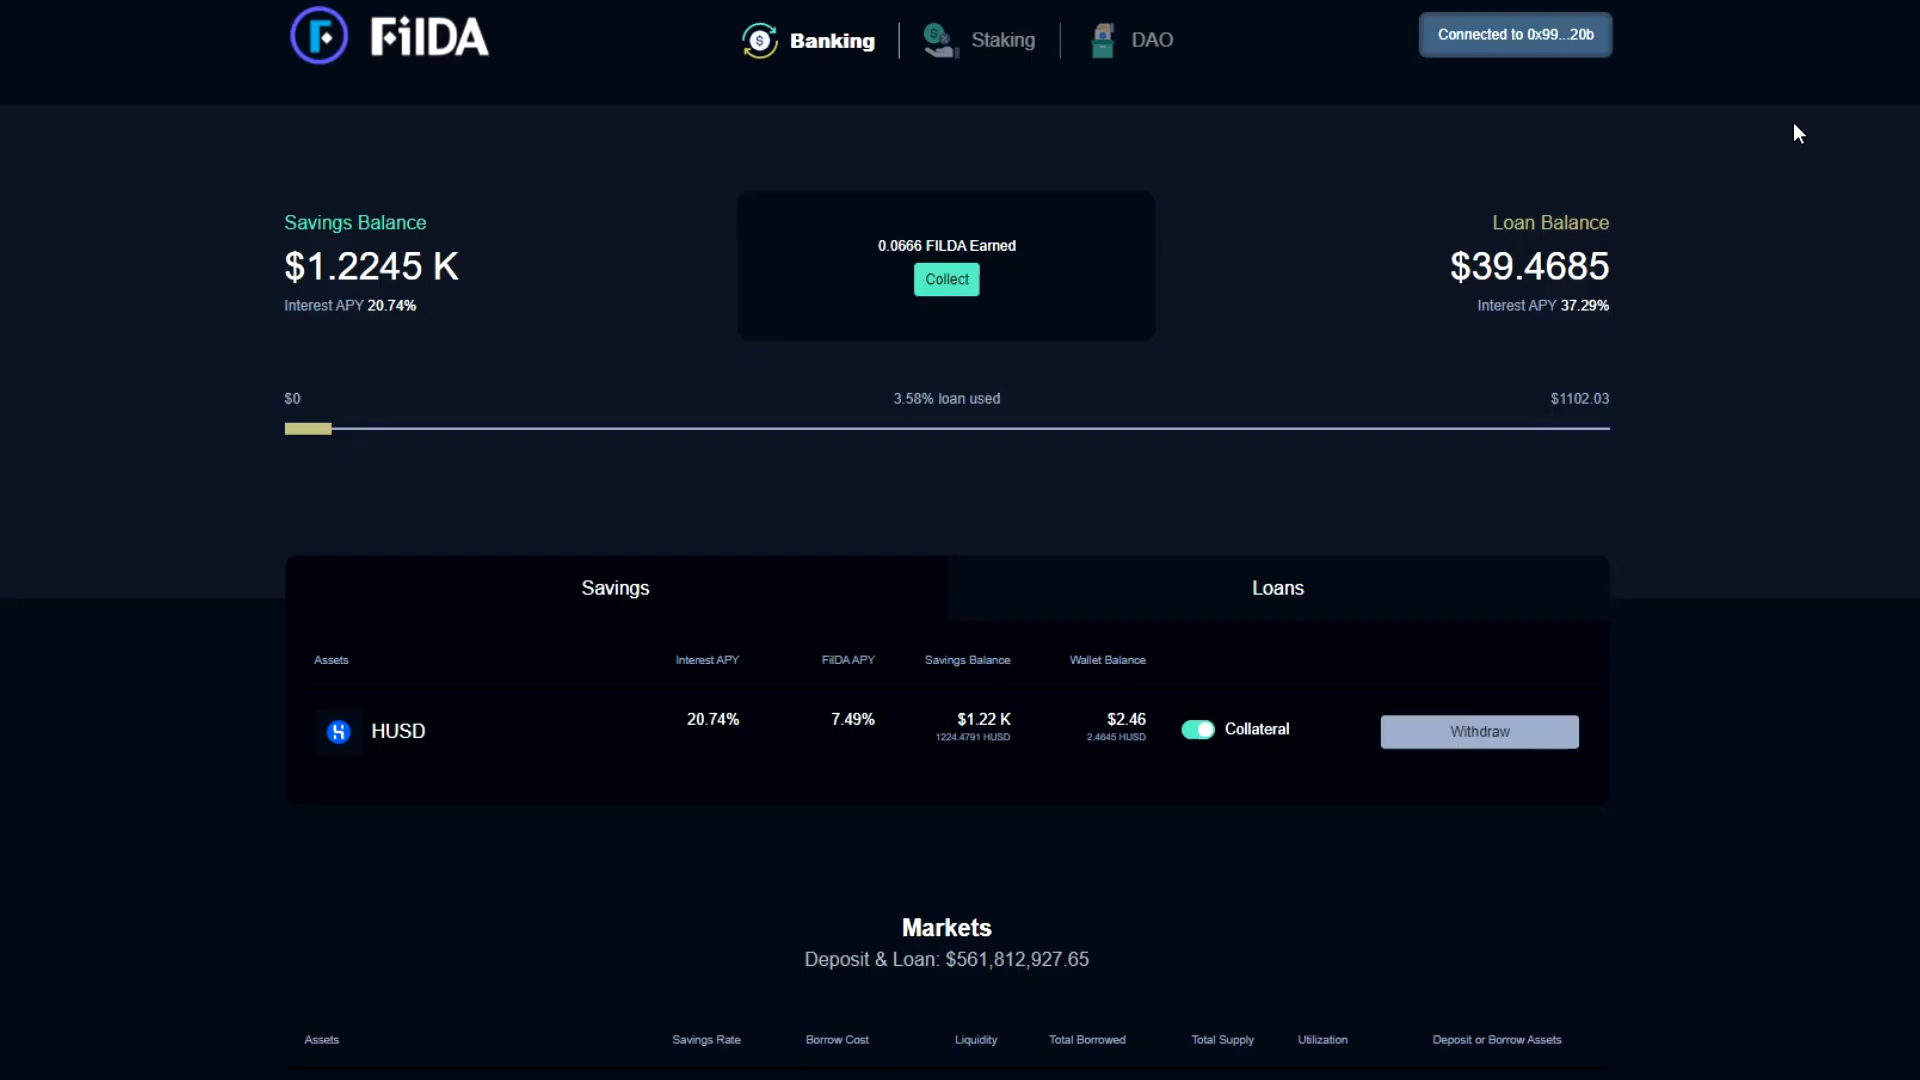 FilDA
Banking
Staking
DAO
Connected to 0x99...20b
Savings Balance
$1.2245 K
Interest APY 20.74%
0.0666 FILDA Earned
Collect
Loan Balance
$39.4685
Interest APY 37.29%
$0
3.58% loan used
$1102.03
Savings
Loans
Assets
Interest APY
FilDA APY
Savings Balance
Wallet Balance
HUSD
20.74%
7.49%
$1.22 K
1224.4791 HUSD
$2.46
2.4645 HUSD
Collateral
Withdraw
Markets
Deposit & Loan: $561,812,927.65
Assets
Savings Rate
Borrow Cost
Liquidity
Total Borrowed
Total Supply
Utilization
Deposit or Borrow Assets